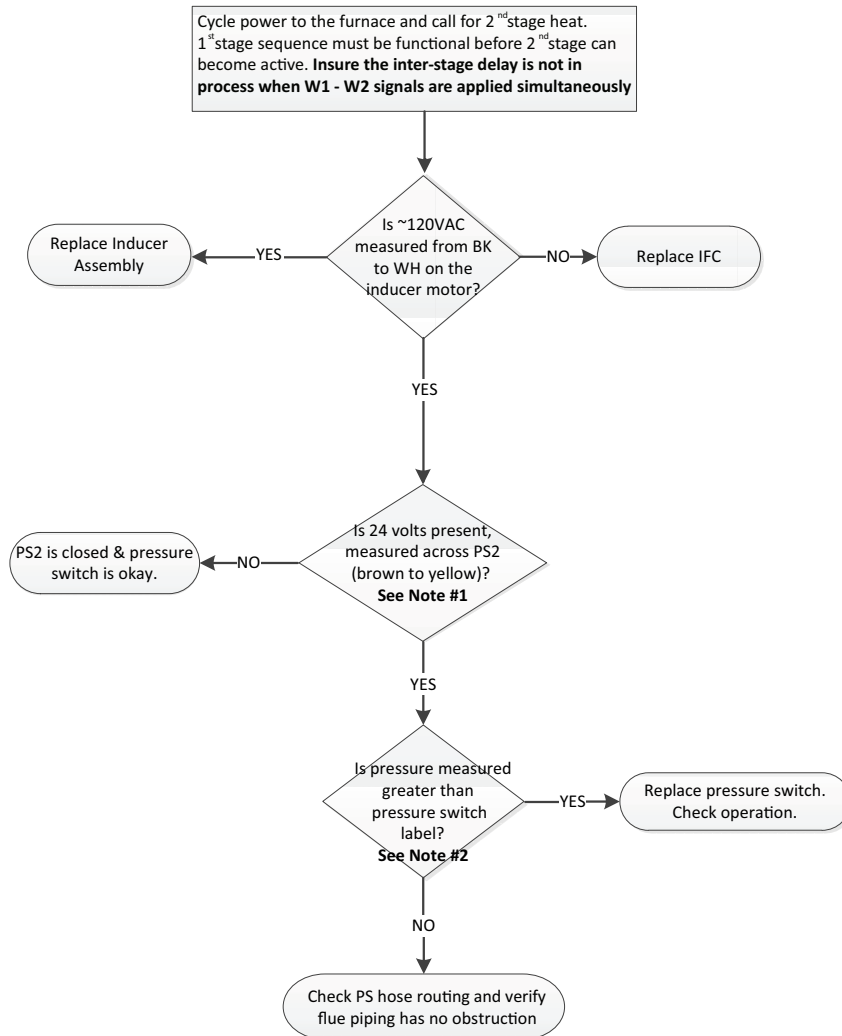 Cycle power to the furnace and call for 2nd stage heat.
1st stage sequence must be functional before 2nd stage can
become active. Insure the inter-stage delay is not in
process when W1 - W2 signals are applied simultaneously
Is ~120VAC
measured from BK
to WH on the
inducer motor?
YES
Replace Inducer
Assembly
NO
Replace IFC
YES
Is 24 volts present,
measured across PS2
(brown to yellow)?
See Note #1
NO
PS2 is closed & pressure
switch is okay.
YES
Is pressure measured
greater than
pressure switch
label?
See Note #2
YES
Replace pressure switch.
Check operation.
NO
Check PS hose routing and verify
flue piping has no obstruction